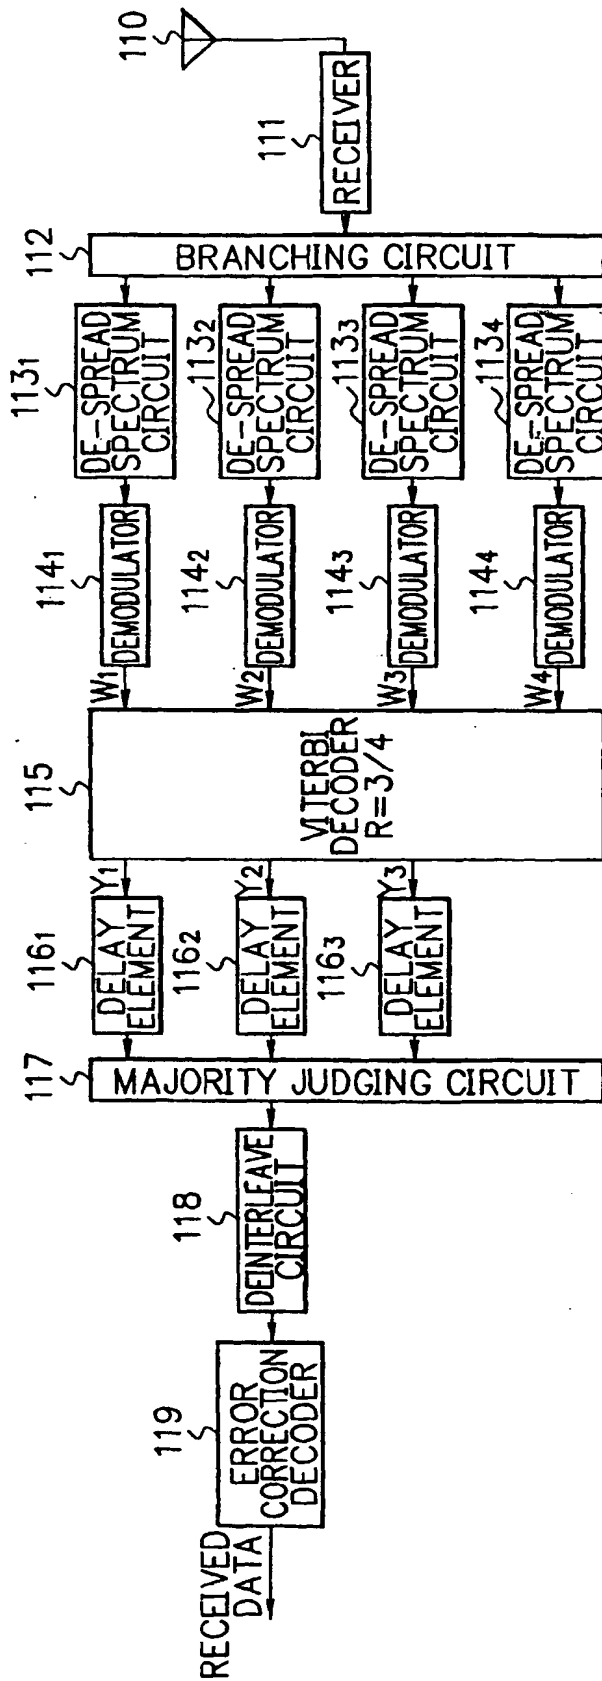 110
111
RECEIVER
112
BRANCHING CIRCUIT
113₁
DE-SPREAD
SPECTRUM
CIRCUIT
113₂
DE-SPREAD
SPECTRUM
CIRCUIT
113₃
DE-SPREAD
SPECTRUM
CIRCUIT
113₄
DE-SPREAD
SPECTRUM
CIRCUIT
114₁
DEMODULATOR
114₂
DEMODULATOR
114₃
DEMODULATOR
114₄
DEMODULATOR
W₁
W₂
W₃
W₄
115
VITERBI
DECODER
R=3/4
Y₁
Y₂
Y₃
116₁
DELAY
ELEMENT
116₂
DELAY
ELEMENT
116₃
DELAY
ELEMENT
117
MAJORITY JUDGING CIRCUIT
118
DEINTERLEAVE
CIRCUIT
119
ERROR
CORRECTION
DECODER
RECEIVED
DATA